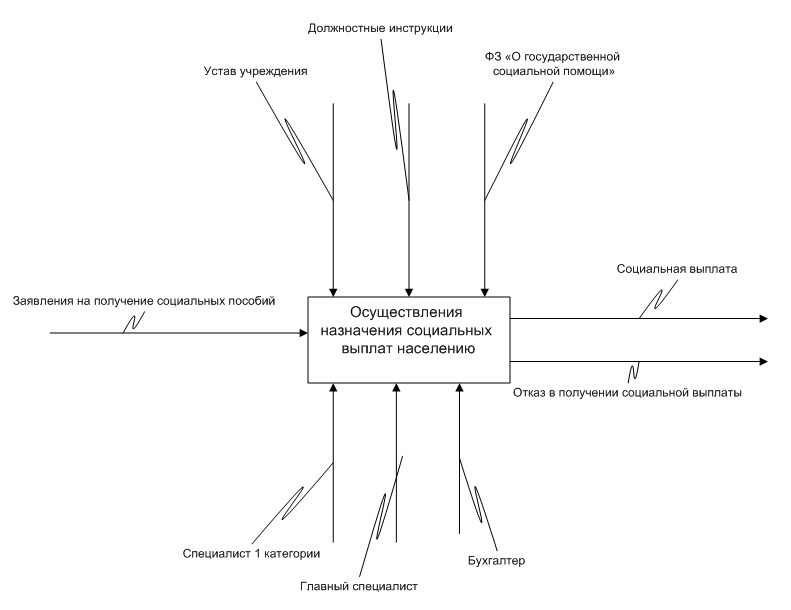 Должностные инструкции
Устав учреждения
ФЗ «О государственной
социальной помощи»
Социальная выплата
Заявления на получение социальных пособий
Осуществления
назначения социальных
выплат населению
Отказ в получении социальной выплаты
Специалист 1 категории
Бухгалтер
Главный специалист